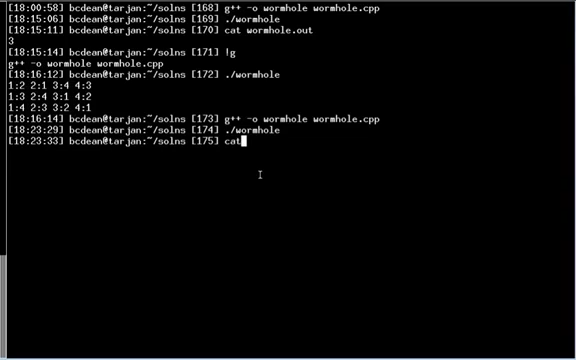 [18:00:58] bcdean@tarjan:~/solns [168] g++ -o wormhole wormhole.cpp
[18:15:06] bcdean@tarjan:~/solns [169] ./wormhole
[18:15:11] bcdean@tarjan:~/solns [170] cat wormhole.out
3
[18:15:14] bcdean@tarjan:~/solns [171] !g
g++ -o wormhole wormhole.cpp
[18:16:12] bcdean@tarjan:~/solns [172] ./wormhole
1:2 2:1 3:4 4:3
1:3 2:4 3:1 4:2
1:4 2:3 3:2 4:1
[18:16:14] bcdean@tarjan:~/solns [173] g++ -o wormhole wormhole.cpp
[18:23:29] bcdean@tarjan:~/solns [174] ./wormhole
[18:23:33] bcdean@tarjan:~/solns [175] cat